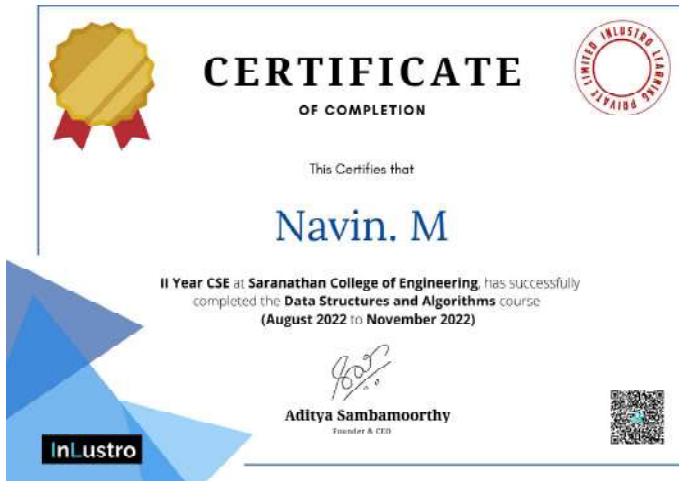 CERTIFICATE
OF COMPLETION
INLUSTRO LEARNING PRIVATE LIMITED
This Certifies that
Navin. M
II Year CSE at Saranathan College of Engineering, has successfully
completed the Data Structures and Algorithms course
(August 2022 to November 2022)
Aditya Sambamoorthy
Founder & CEO
InLustro